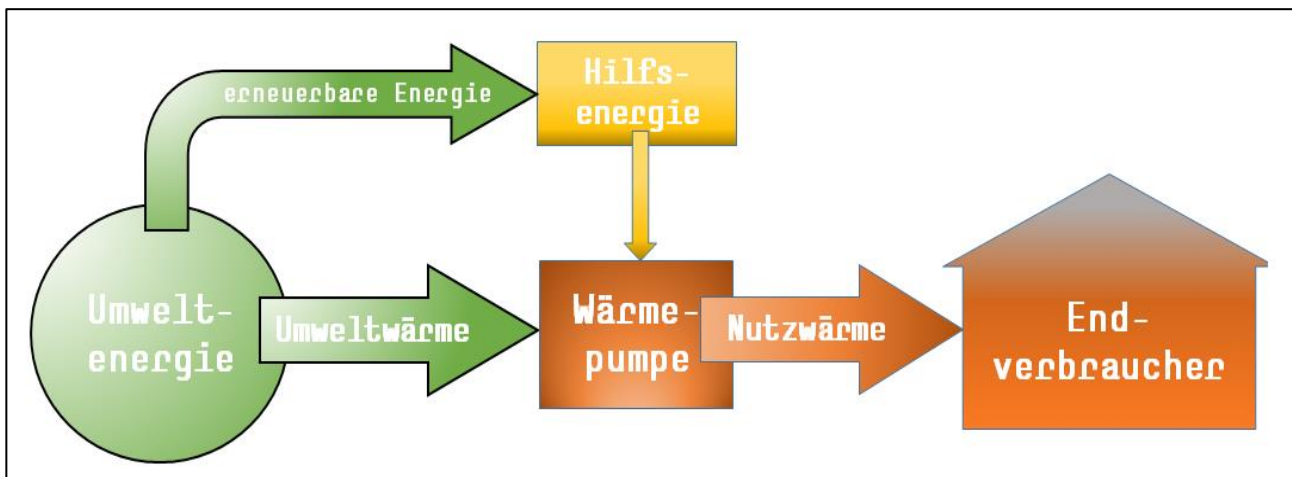 erneuerbare Energie
Hilfs-
energie
Umwelt-
energie
Umweltwärme
Wärme-
pumpe
Nutzwärme
End-
verbraucher